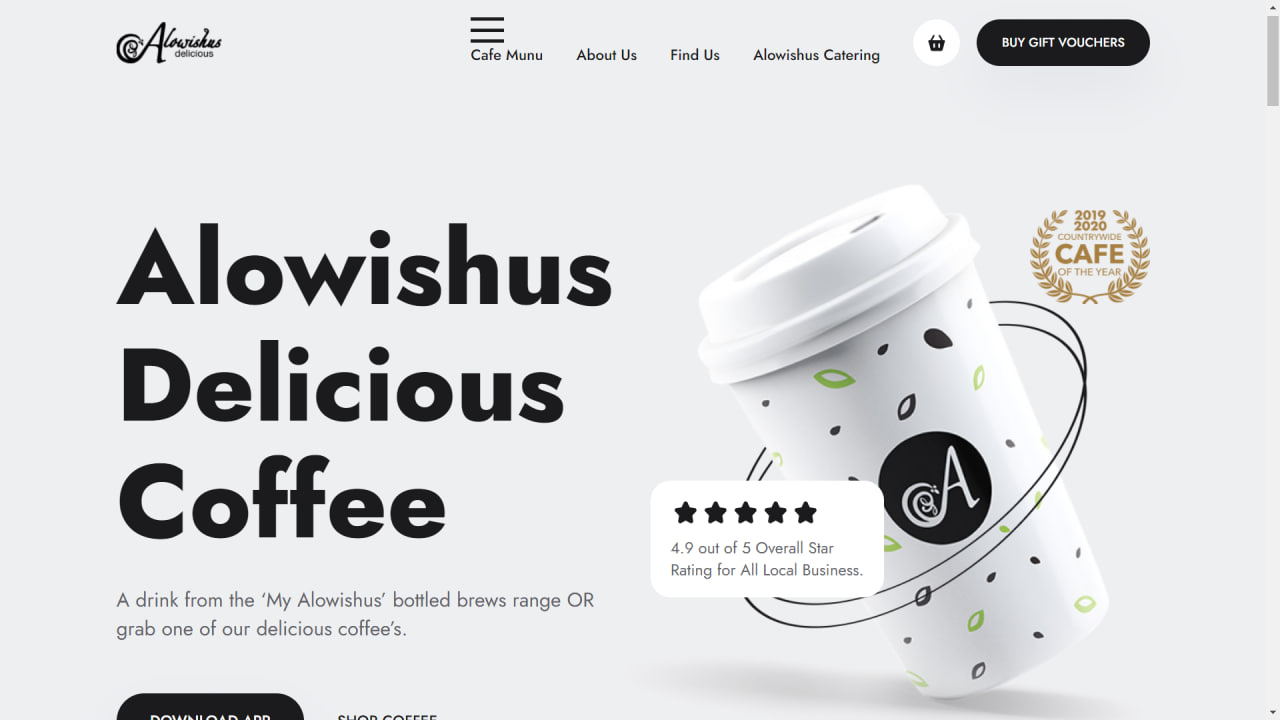 Alowishus
delicious
Cafe Munu
About Us
Find Us
Alowishus Catering
BUY GIFT VOUCHERS
Alowishus
Delicious
Coffee
2019
2020
COUNTRYWIDE
CAFE
OF THE YEAR
A
4.9 out of 5 Overall Star
Rating for All Local Business.
A drink from the ‘My Alowishus’ bottled brews range OR
grab one of our delicious coffee’s.
DOWNLOAD APP
SHOP COFFEE